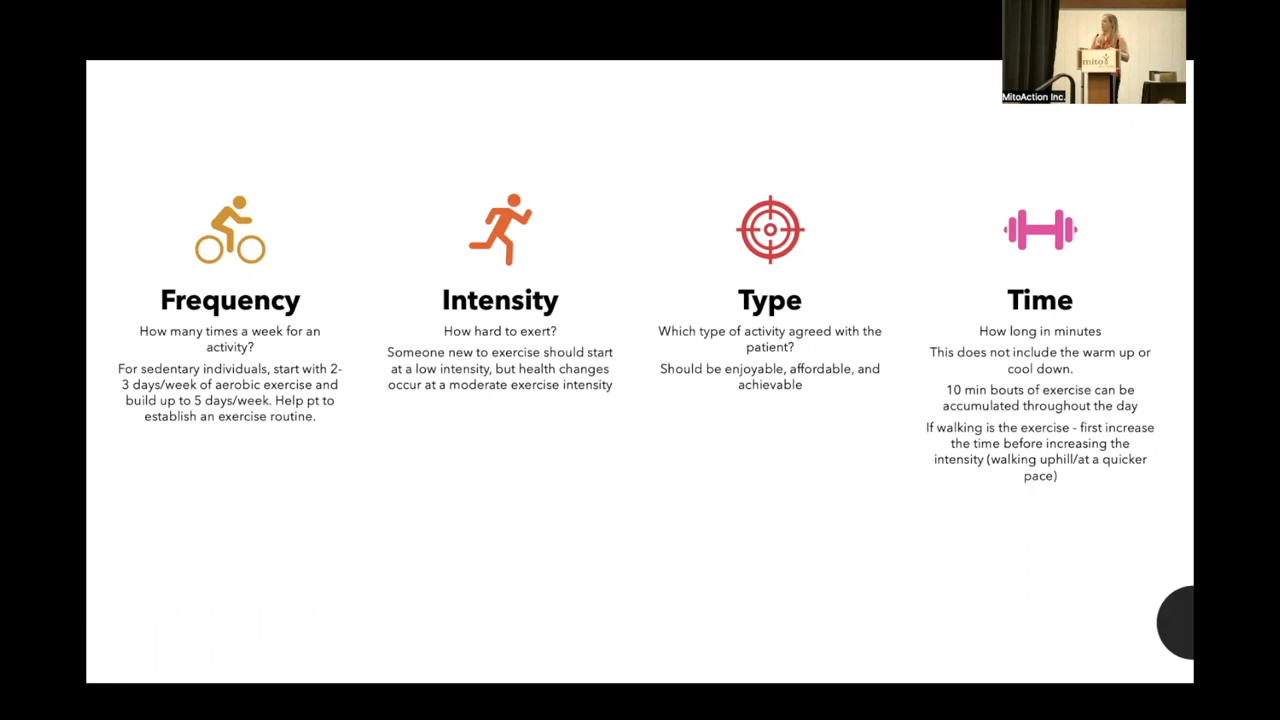 mito
MitoAction Inc.
Frequency
How many times a week for an
activity?
For sedentary individuals, start with 2-
3 days/week of aerobic exercise and
build up to 5 days/week. Help pt to
establish an exercise routine.
Intensity
How hard to exert?
Someone new to exercise should start
at a low intensity, but health changes
occur at a moderate exercise intensity
Type
Which type of activity agreed with the
patient?
Should be enjoyable, affordable, and
achievable
Time
How long in minutes
This does not include the warm up or
cool down.
10 min bouts of exercise can be
accumulated throughout the day
If walking is the exercise - first increase
the time before increasing the
intensity (walking uphill/at a quicker
pace)